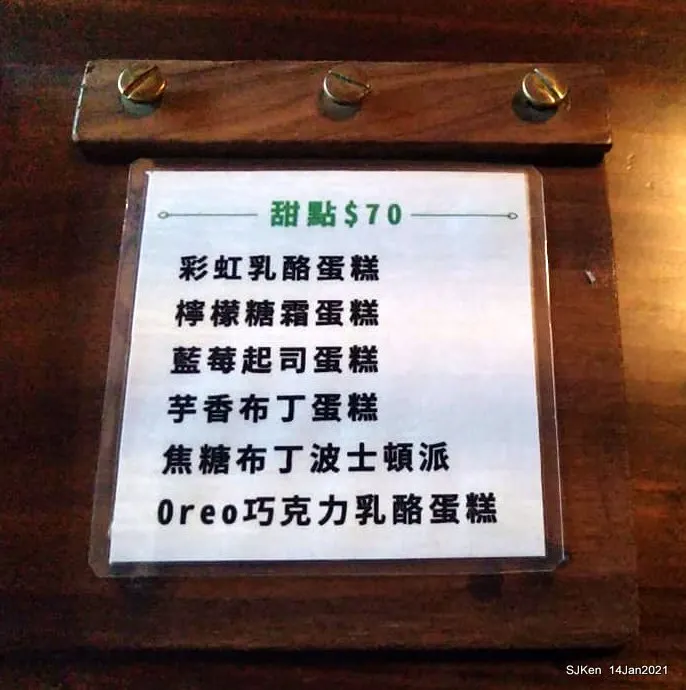 甜點$70
彩虹乳酪蛋糕
檸檬糖霜蛋糕
藍莓起司蛋糕
芋香布丁蛋糕
焦糖布丁波士頓派
Oreo巧克力乳酪蛋糕
SJKen 14Jan2021